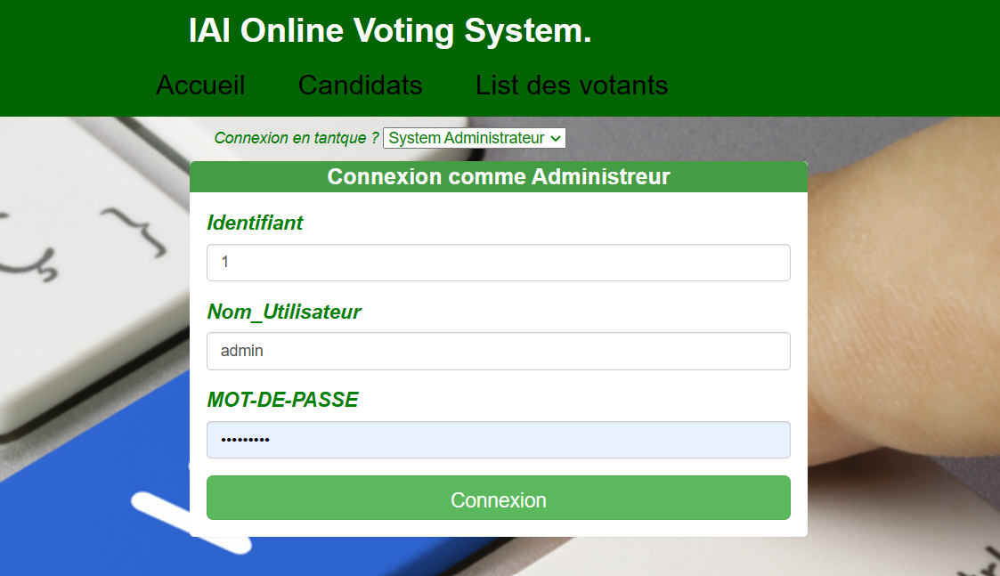 IAI Online Voting System.
Accueil Candidats List des votants
Connexion en tantque ? System Administrateur
Connexion comme Administreur
Identifiant
1
Nom_Utilisateur
admin
MOT-DE-PASSE
•••••••••
Connexion